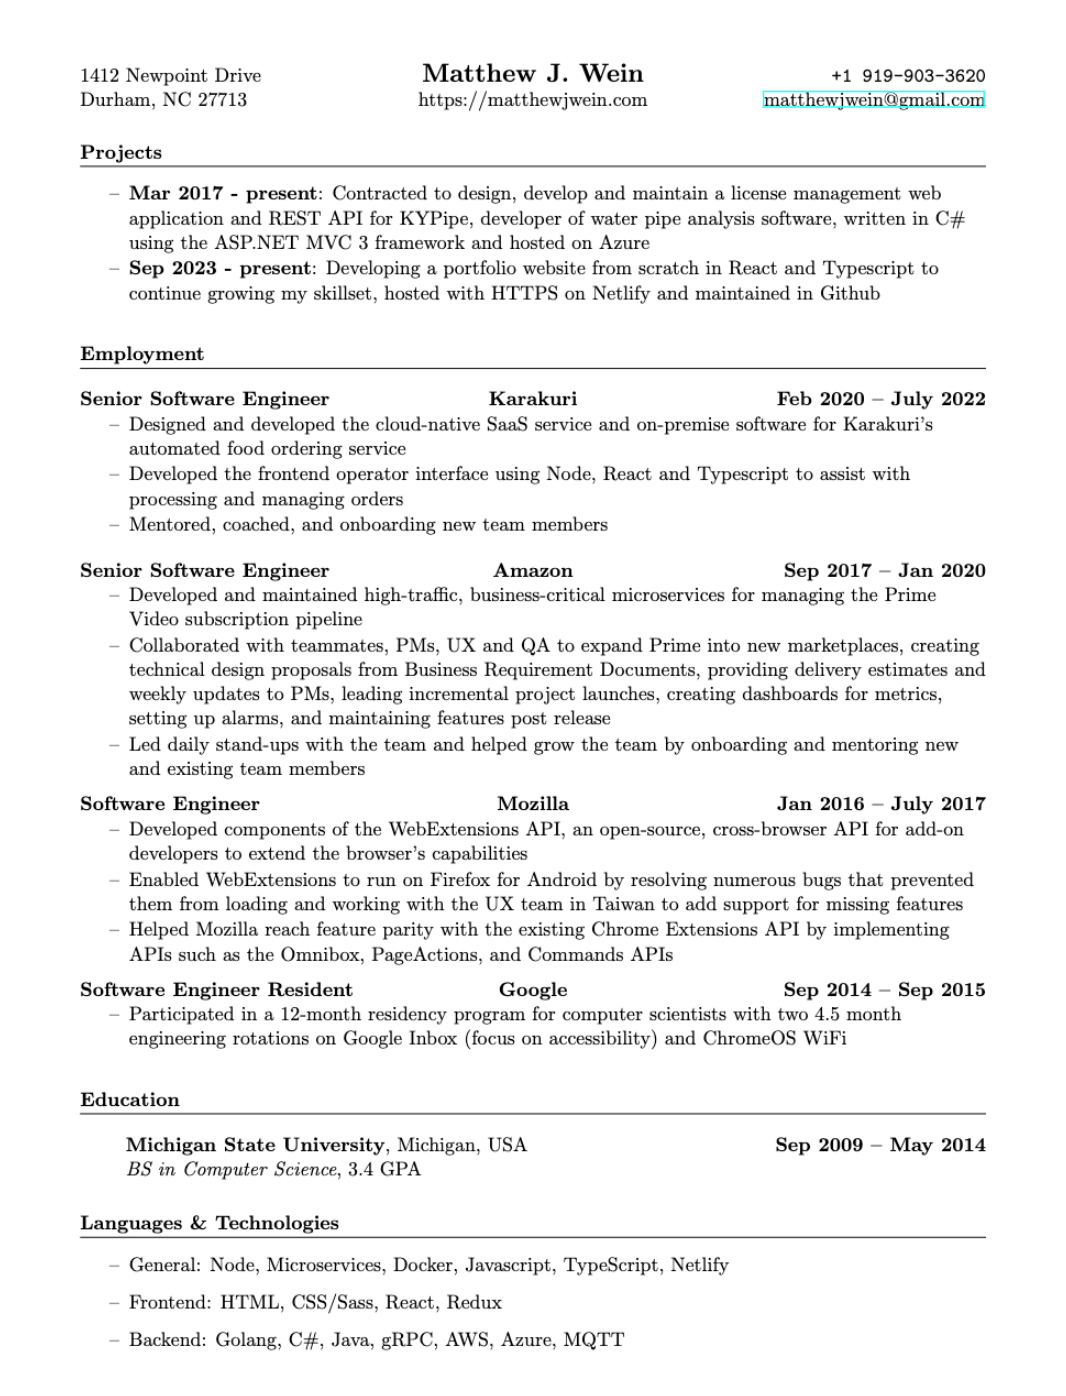 Matthew J. Wein
1412 Newpoint Drive
Durham, NC 27713
https://matthewjwein.com
+1 919-903-3620
matthewjwein@gmail.com
Projects
– Mar 2017 - present: Contracted to design, develop and maintain a license management web
application and REST API for KYPipe, developer of water pipe analysis software, written in C#
using the ASP.NET MVC 3 framework and hosted on Azure
– Sep 2023 - present: Developing a portfolio website from scratch in React and Typescript to
continue growing my skillset, hosted with HTTPS on Netlify and maintained in Github
Employment
Senior Software Engineer Karakuri Feb 2020 – July 2022
– Designed and developed the cloud-native SaaS service and on-premise software for Karakuri's
automated food ordering service
– Developed the frontend operator interface using Node, React and Typescript to assist with
processing and managing orders
– Mentored, coached, and onboarding new team members
Senior Software Engineer Amazon Sep 2017 – Jan 2020
– Developed and maintained high-traffic, business-critical microservices for managing the Prime
Video subscription pipeline
– Collaborated with teammates, PMs, UX and QA to expand Prime into new marketplaces, creating
technical design proposals from Business Requirement Documents, providing delivery estimates and
weekly updates to PMs, leading incremental project launches, creating dashboards for metrics,
setting up alarms, and maintaining features post release
– Led daily stand-ups with the team and helped grow the team by onboarding and mentoring new
and existing team members
Software Engineer Mozilla Jan 2016 – July 2017
– Developed components of the WebExtensions API, an open-source, cross-browser API for add-on
developers to extend the browser's capabilities
– Enabled WebExtensions to run on Firefox for Android by resolving numerous bugs that prevented
them from loading and working with the UX team in Taiwan to add support for missing features
– Helped Mozilla reach feature parity with the existing Chrome Extensions API by implementing
APIs such as the Omnibox, PageActions, and Commands APIs
Software Engineer Resident Google Sep 2014 – Sep 2015
– Participated in a 12-month residency program for computer scientists with two 4.5 month
engineering rotations on Google Inbox (focus on accessibility) and ChromeOS WiFi
Education
Michigan State University, Michigan, USA Sep 2009 – May 2014
BS in Computer Science, 3.4 GPA
Languages & Technologies
– General: Node, Microservices, Docker, Javascript, TypeScript, Netlify
– Frontend: HTML, CSS/Sass, React, Redux
– Backend: Golang, C#, Java, gRPC, AWS, Azure, MQTT